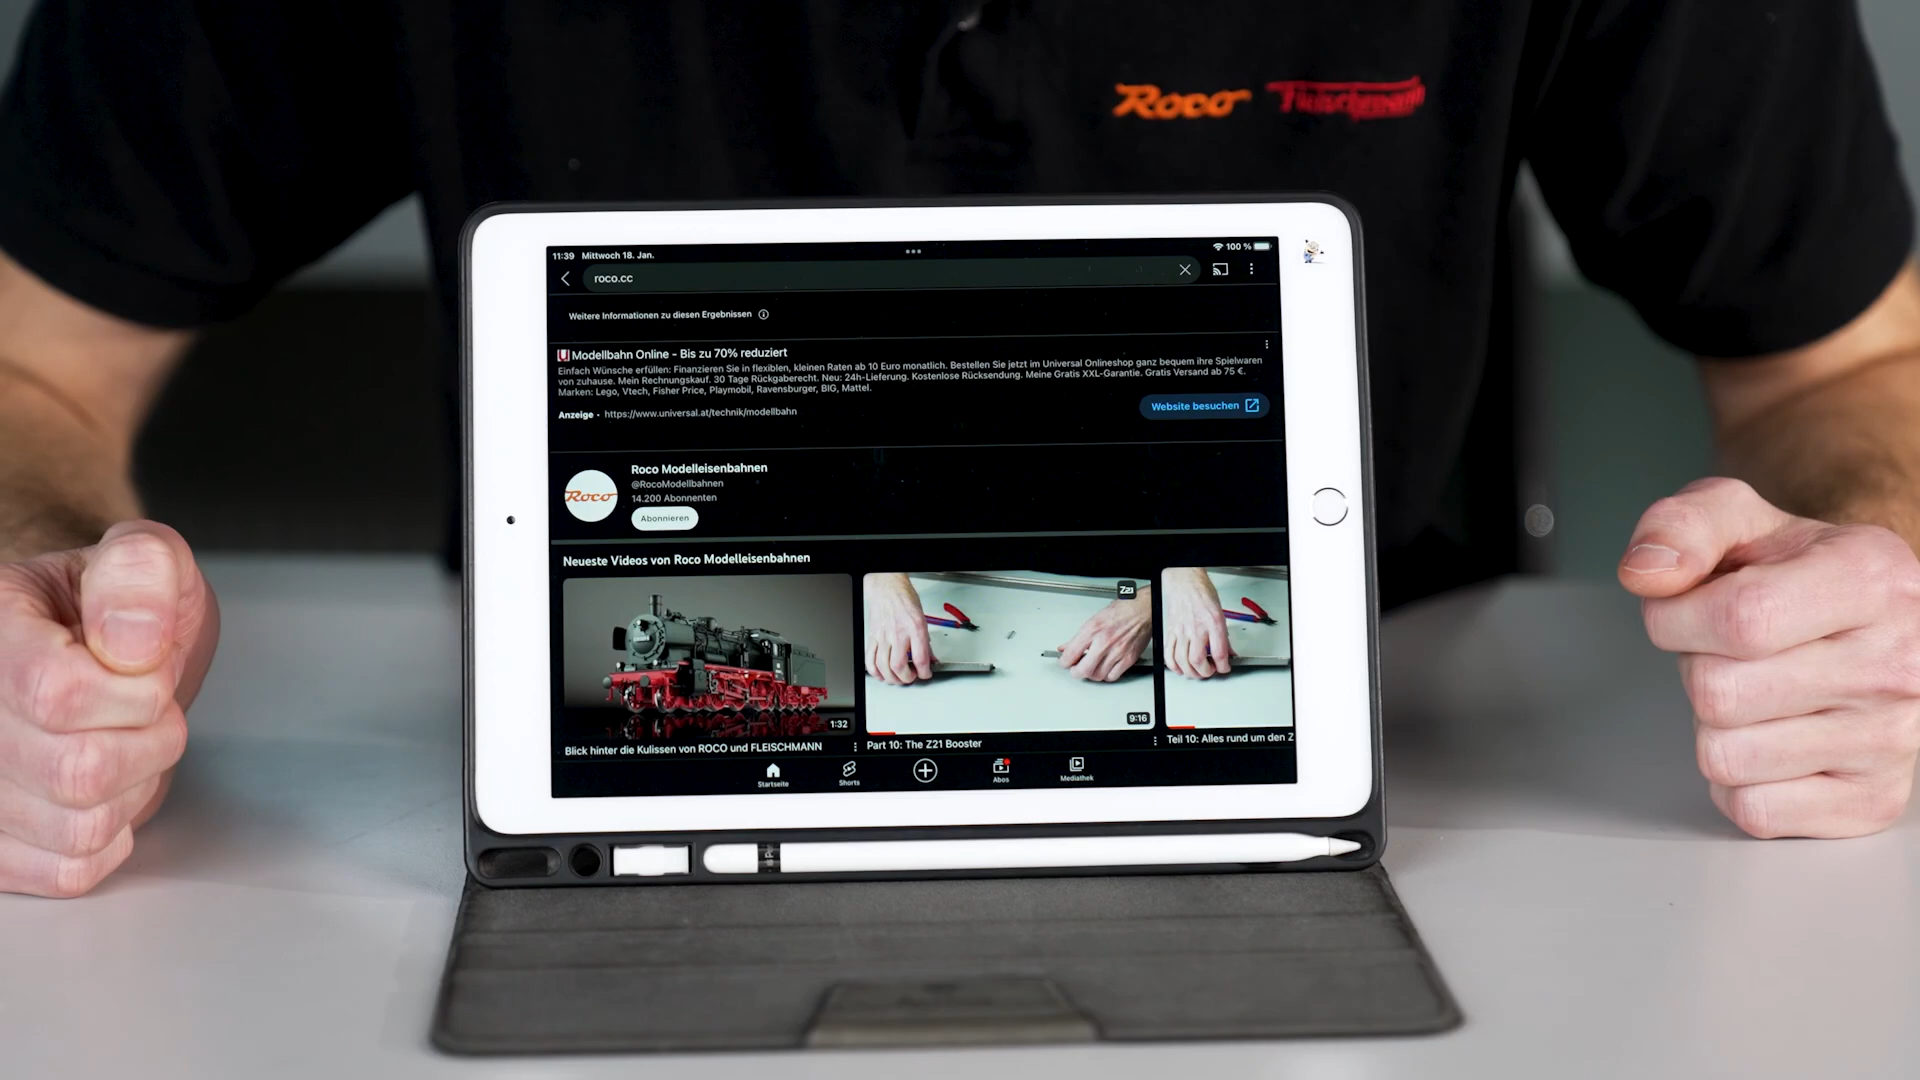 Roco Fleischmann
11:39 Mittwoch 18. Jan.
100 %
roco.cc
Weitere Informationen zu diesen Ergebnissen
Modellbahn Online - Bis zu 70% reduziert
Einfach Wünsche erfüllen: Finanzieren Sie in flexiblen, kleinen Raten ab 10 Euro monatlich. Bestellen Sie jetzt im Universal Onlineshop ganz bequem ihre Spielwaren
von zuhause. Mein Rechnungskauf. 30 Tage Rückgaberecht. Neu: 24h-Lieferung. Kostenlose Rücksendung. Meine Gratis XXL-Garantie. Gratis Versand ab 75 €.
Marken: Lego, Vtech, Fisher Price, Playmobil, Ravensburger, BIG, Mattel.
Anzeige · https://www.universal.at/technik/modellbahn
Website besuchen
Roco
Roco Modelleisenbahnen
@RocoModellbahnen
14.200 Abonnenten
Abonnieren
Neueste Videos von Roco Modelleisenbahnen
Z21
1:32
9:16
Blick hinter die Kulissen von ROCO und FLEISCHMANN
Part 10: The Z21 Booster
Teil 10: Alles rund um den Z
Startseite
Shorts
Abos
Mediathek